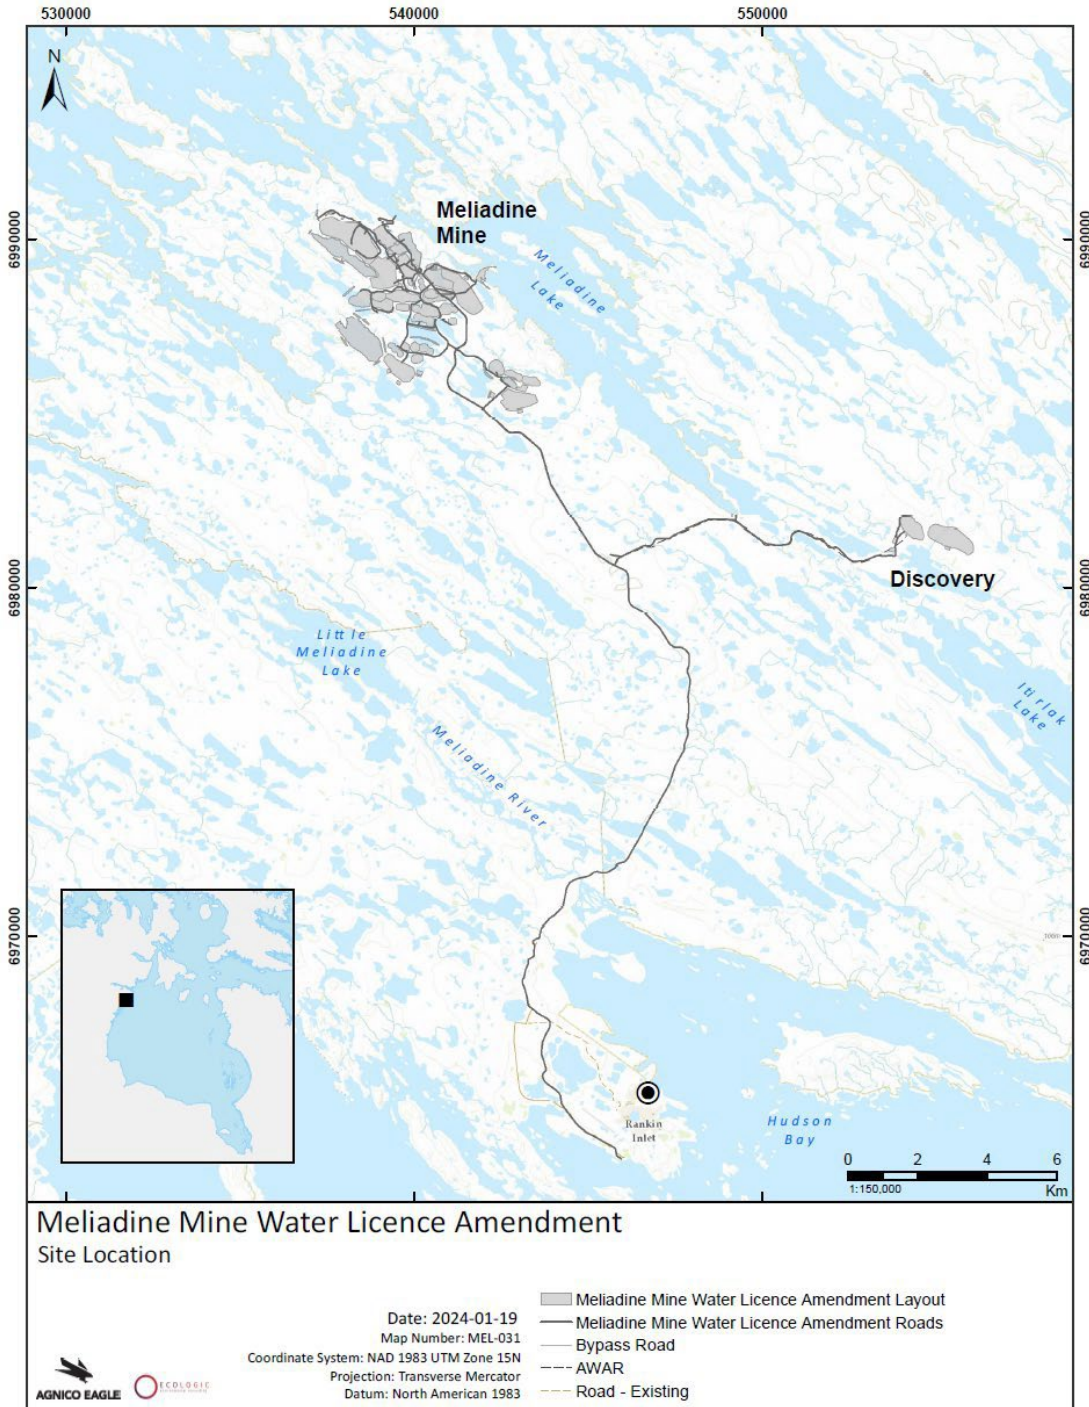 530000
540000
550000
N
Meliadine
Mine
6990000
6990000
Meliadine
Lake
Discovery
6980000
6980000
Little
Meliadine
Lake
Itirlak
Lake
Meliadine River
6970000
6970000
Rankin
Inlet
Hudson
Bay
0 2 4 6
1:150,000
Km
Meliadine Mine Water Licence Amendment
Site Location
Date: 2024-01-19
Map Number: MEL-031
Coordinate System: NAD 1983 UTM Zone 15N
Projection: Transverse Mercator
Datum: North American 1983
Meliadine Mine Water Licence Amendment Layout
Meliadine Mine Water Licence Amendment Roads
Bypass Road
AWAR
Road - Existing
AGNICO EAGLE
ECOLOGIC